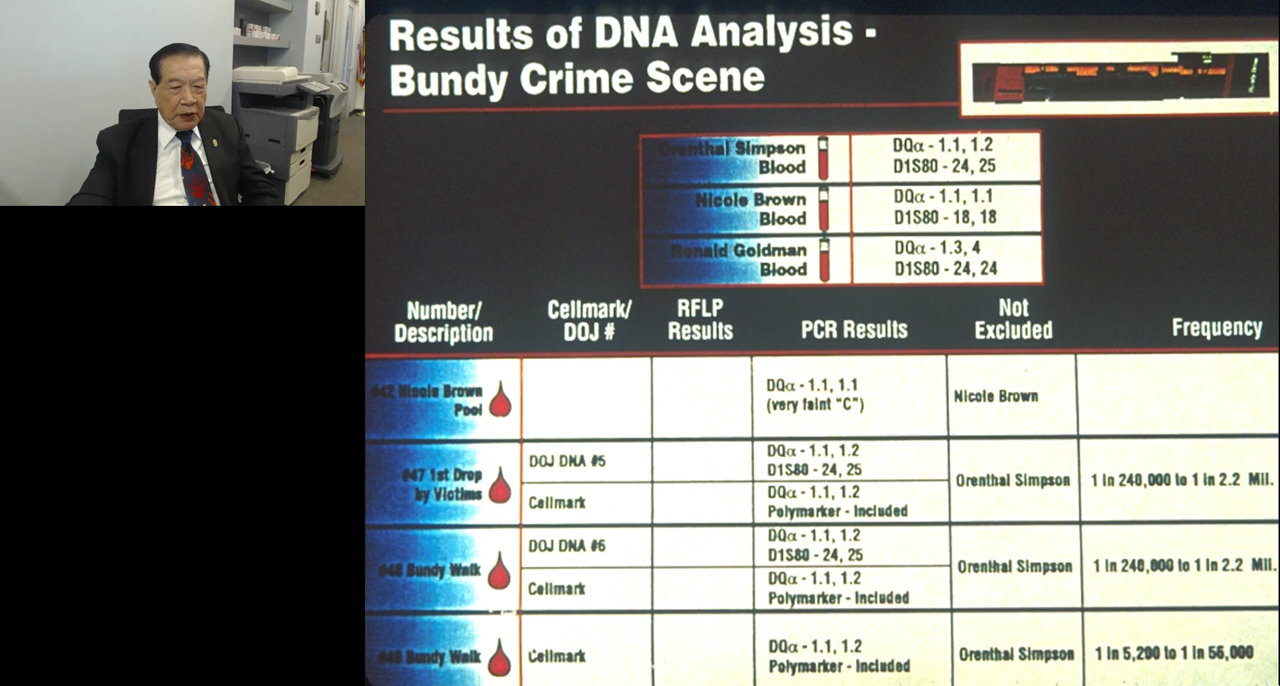 Results of DNA Analysis -
Bundy Crime Scene
Orenthal Simpson
Blood
DQα - 1.1, 1.2
D1S80 - 24, 25
Nicole Brown
Blood
DQα - 1.1, 1.1
D1S80 - 18, 18
Ronald Goldman
Blood
DQα - 1.3, 4
D1S80 - 24, 24
Number/
Description
Cellmark/
DOJ #
RFLP
Results
PCR Results
Not
Excluded
Frequency
#42 Nicole Brown
Pool
DQα - 1.1, 1.1
(very faint "C")
Nicole Brown
#47 1st Drop
by Victims
DOJ DNA #5
DQα - 1.1, 1.2
D1S80 - 24, 25
Cellmark
DQα - 1.1, 1.2
Polymarker - Included
Orenthal Simpson
1 in 240,000 to 1 in 2.2 Mil.
#48 Bundy Walk
DOJ DNA #6
DQα - 1.1, 1.2
D1S80 - 24, 25
Cellmark
DQα - 1.1, 1.2
Polymarker - Included
Orenthal Simpson
1 in 240,000 to 1 in 2.2 Mil.
#49 Bundy Walk
Cellmark
DQα - 1.1, 1.2
Polymarker - Included
Orenthal Simpson
1 in 5,200 to 1 in 56,000